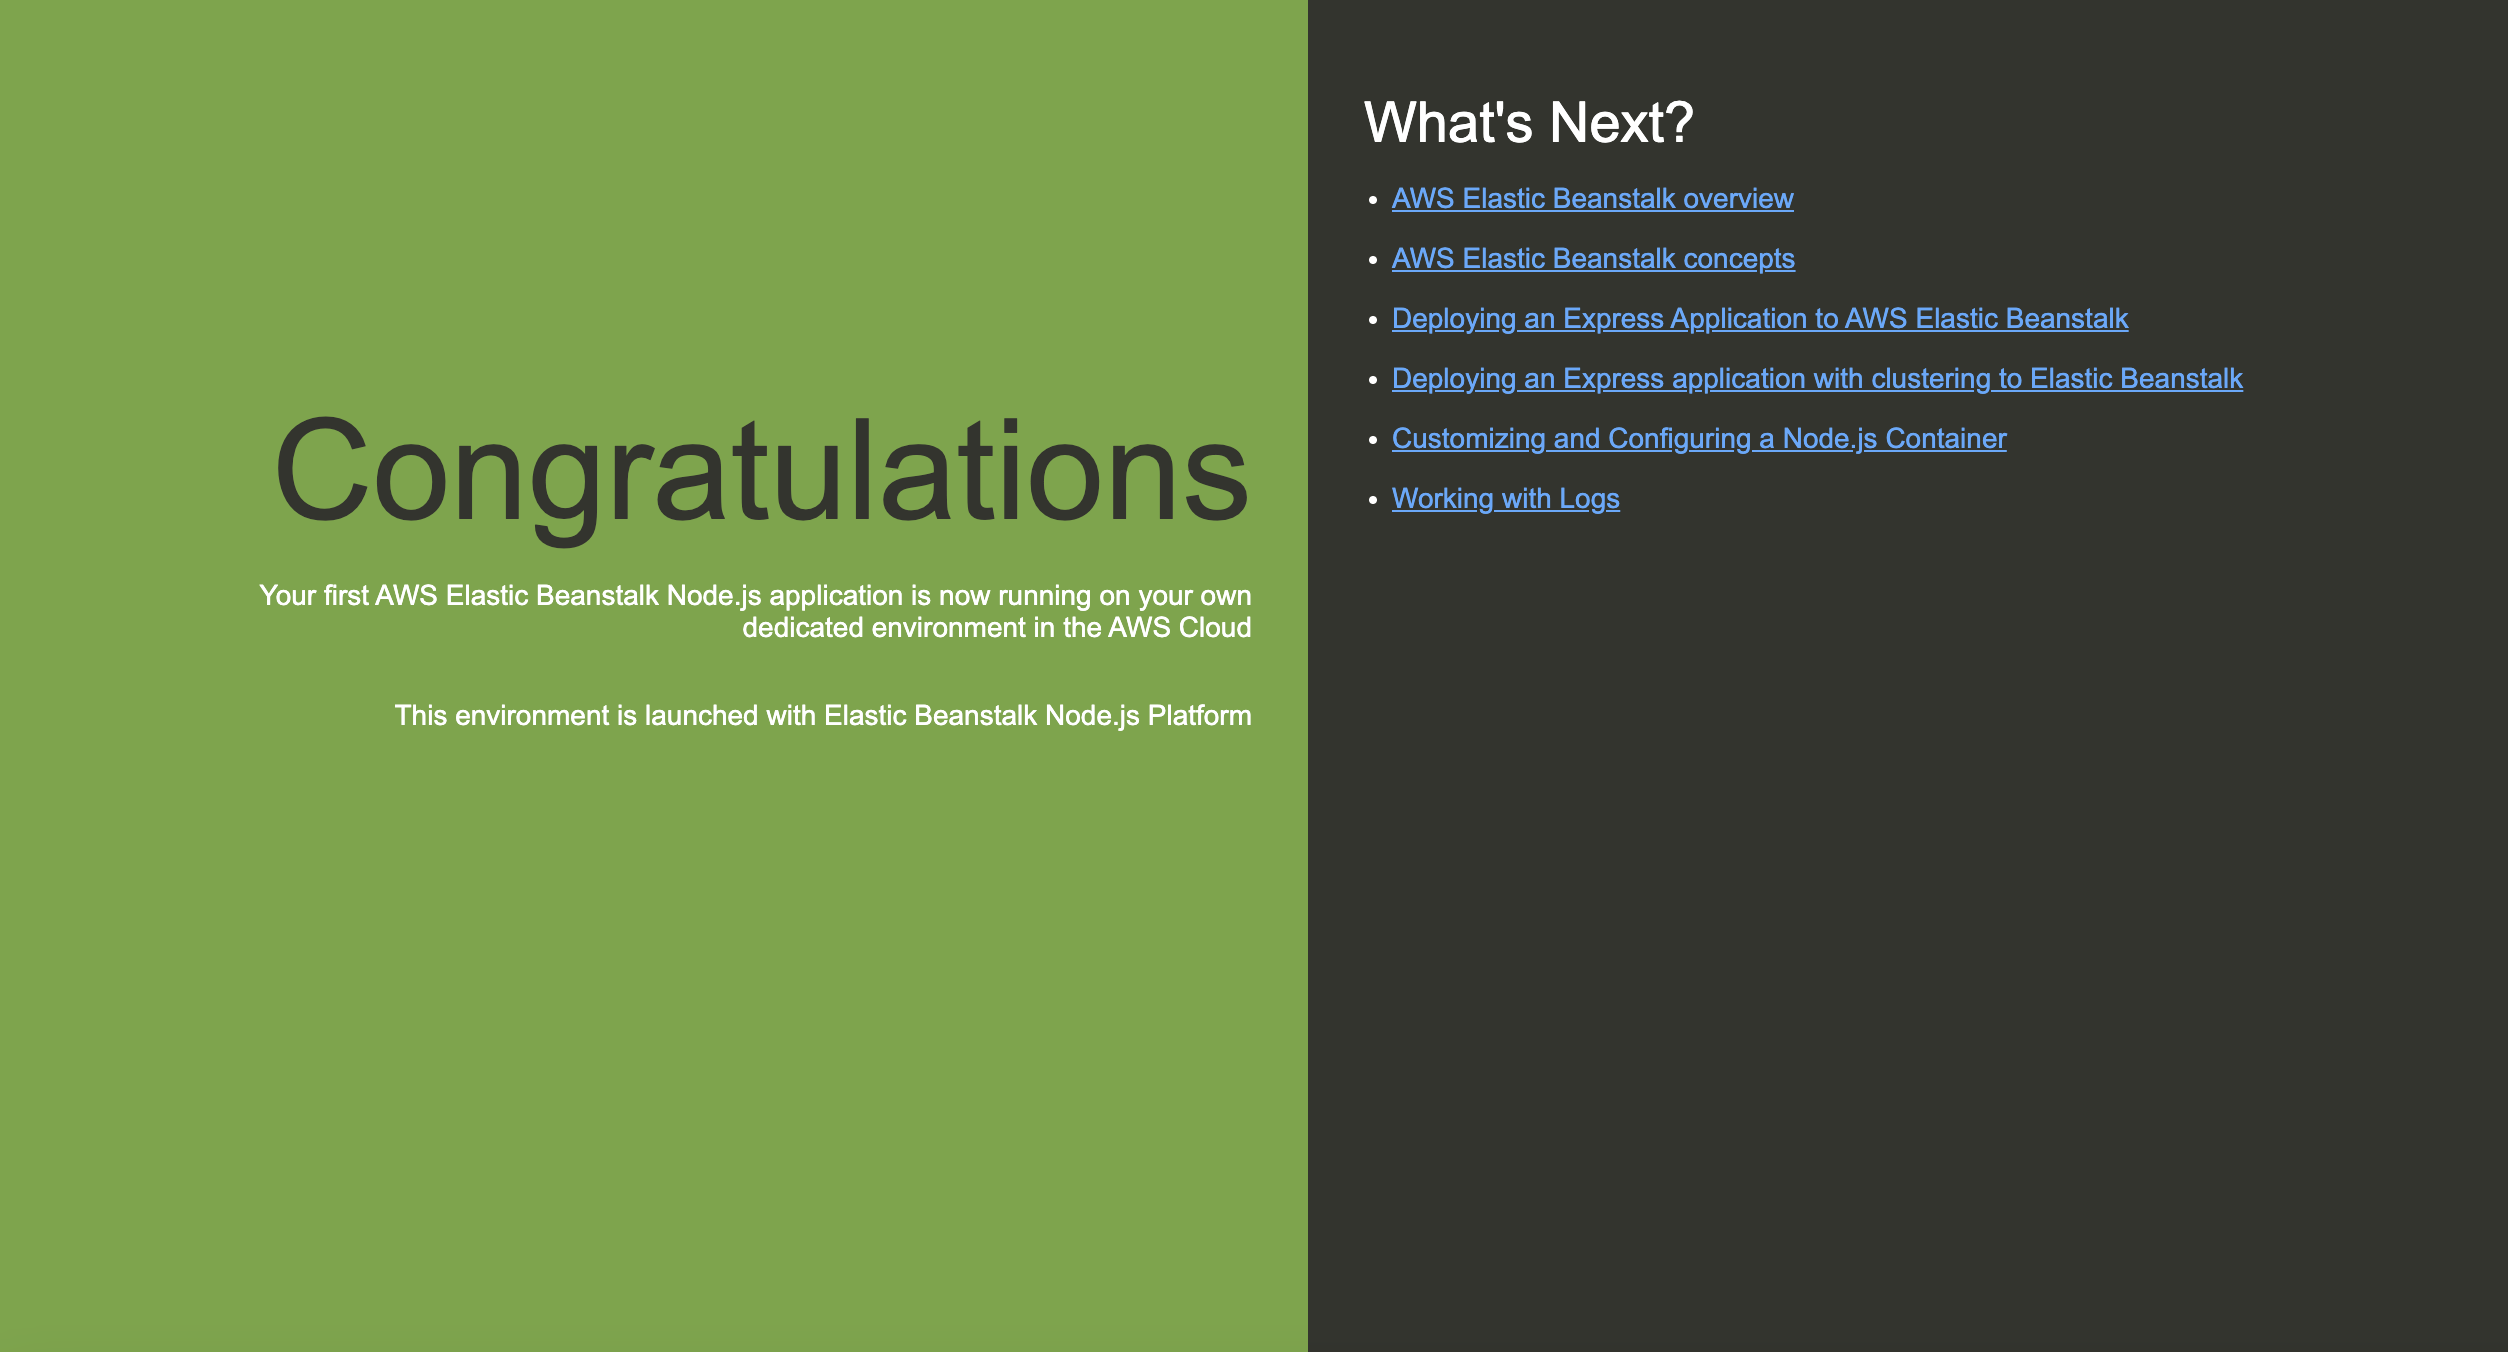 Congratulations
Your first AWS Elastic Beanstalk Node.js application is now running on your own
dedicated environment in the AWS Cloud
This environment is launched with Elastic Beanstalk Node.js Platform
What's Next?
AWS Elastic Beanstalk overview
AWS Elastic Beanstalk concepts
Deploying an Express Application to AWS Elastic Beanstalk
Deploying an Express application with clustering to Elastic Beanstalk
Customizing and Configuring a Node.js Container
Working with Logs